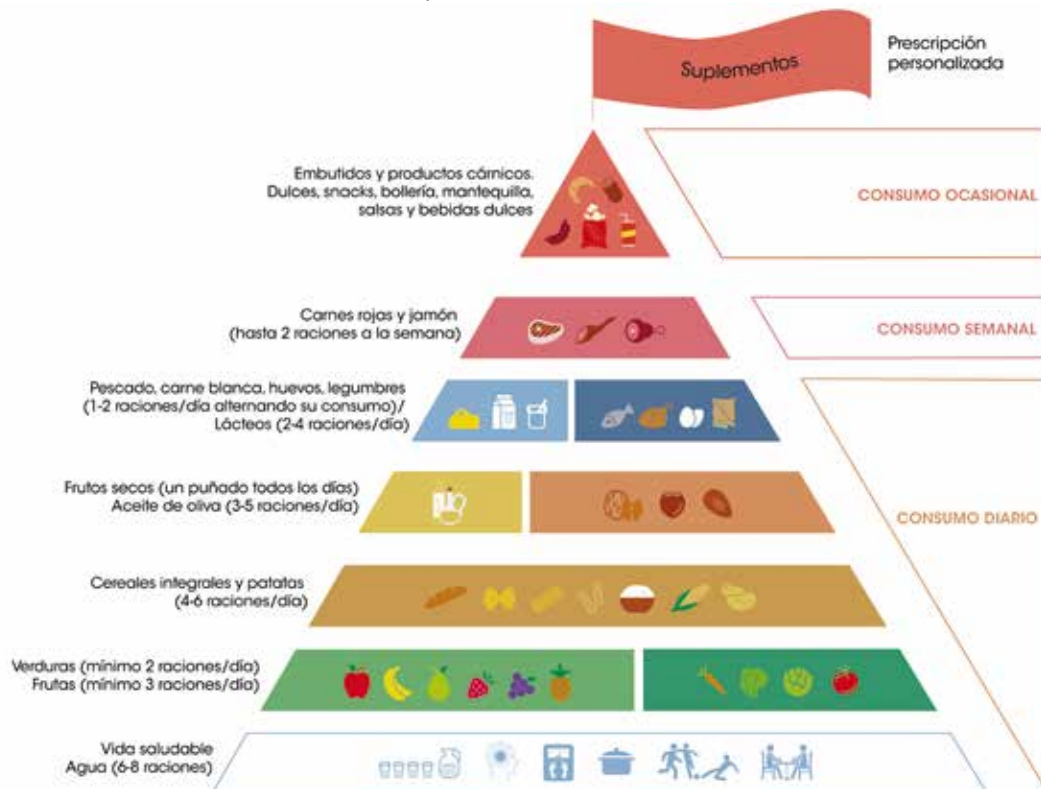 Suplementos
Prescripción
personalizada
Embutidos y productos cárnicos.
Dulces, snacks, bollería, mantequilla,
salsas y bebidas dulces
CONSUMO OCASIONAL
Carnes rojas y jamón
(hasta 2 raciones a la semana)
CONSUMO SEMANAL
Pescado, carne blanca, huevos, legumbres
(1-2 raciones/día alternando su consumo)/
Lácteos (2-4 raciones/día)
Frutos secos (un puñado todos los días)
Aceite de oliva (3-5 raciones/día)
CONSUMO DIARIO
Cereales integrales y patatas
(4-6 raciones/día)
Verduras (mínimo 2 raciones/día)
Frutas (mínimo 3 raciones/día)
Vida saludable
Agua (6-8 raciones)